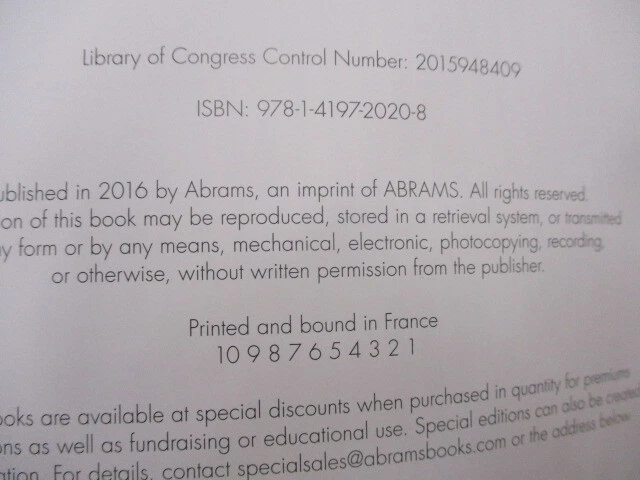 Library of Congress Control Number: 2015948409
ISBN: 978-1-4197-2020-8
ublished in 2016 by Abrams, an imprint of ABRAMS. All rights reserved.
on of this book may be reproduced, stored in a retrieval system, or transmitted
y form or by any means, mechanical, electronic, photocopying, recording,
or otherwise, without written permission from the publisher.
Printed and bound in France
10 9 8 7 6 5 4 3 2 1
ooks are available at special discounts when purchased in quantity for premiums
ons as well as fundraising or educational use. Special editions can also be created
ation. For details, contact specialsales@abramsbooks.com or the address below.